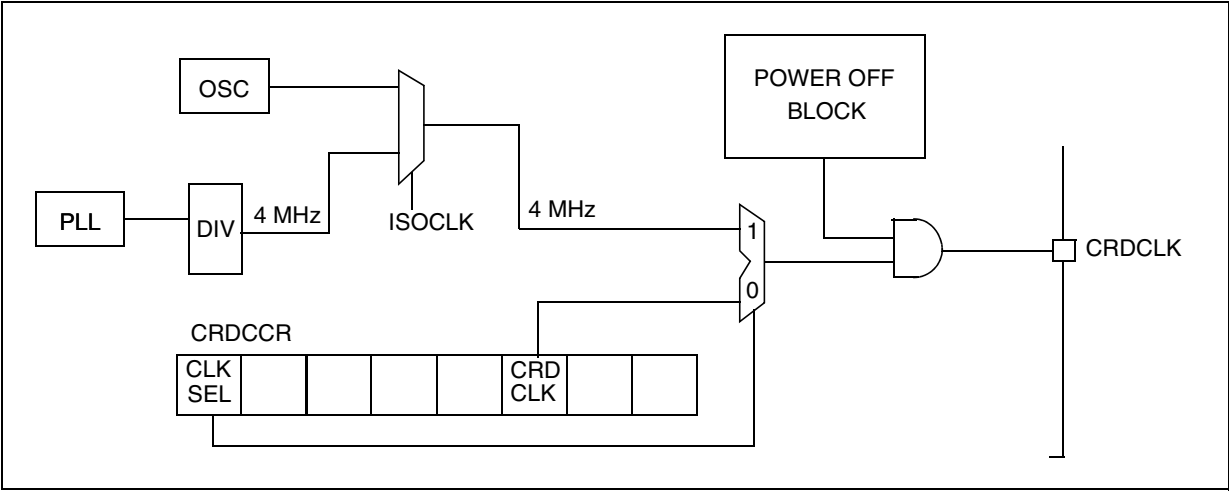 OSC
POWER OFF
BLOCK
PLL
DIV
4 MHz
ISOCLK
4 MHz
1
0
CRDCLK
CRDCCR
CLK
SEL
CRD
CLK